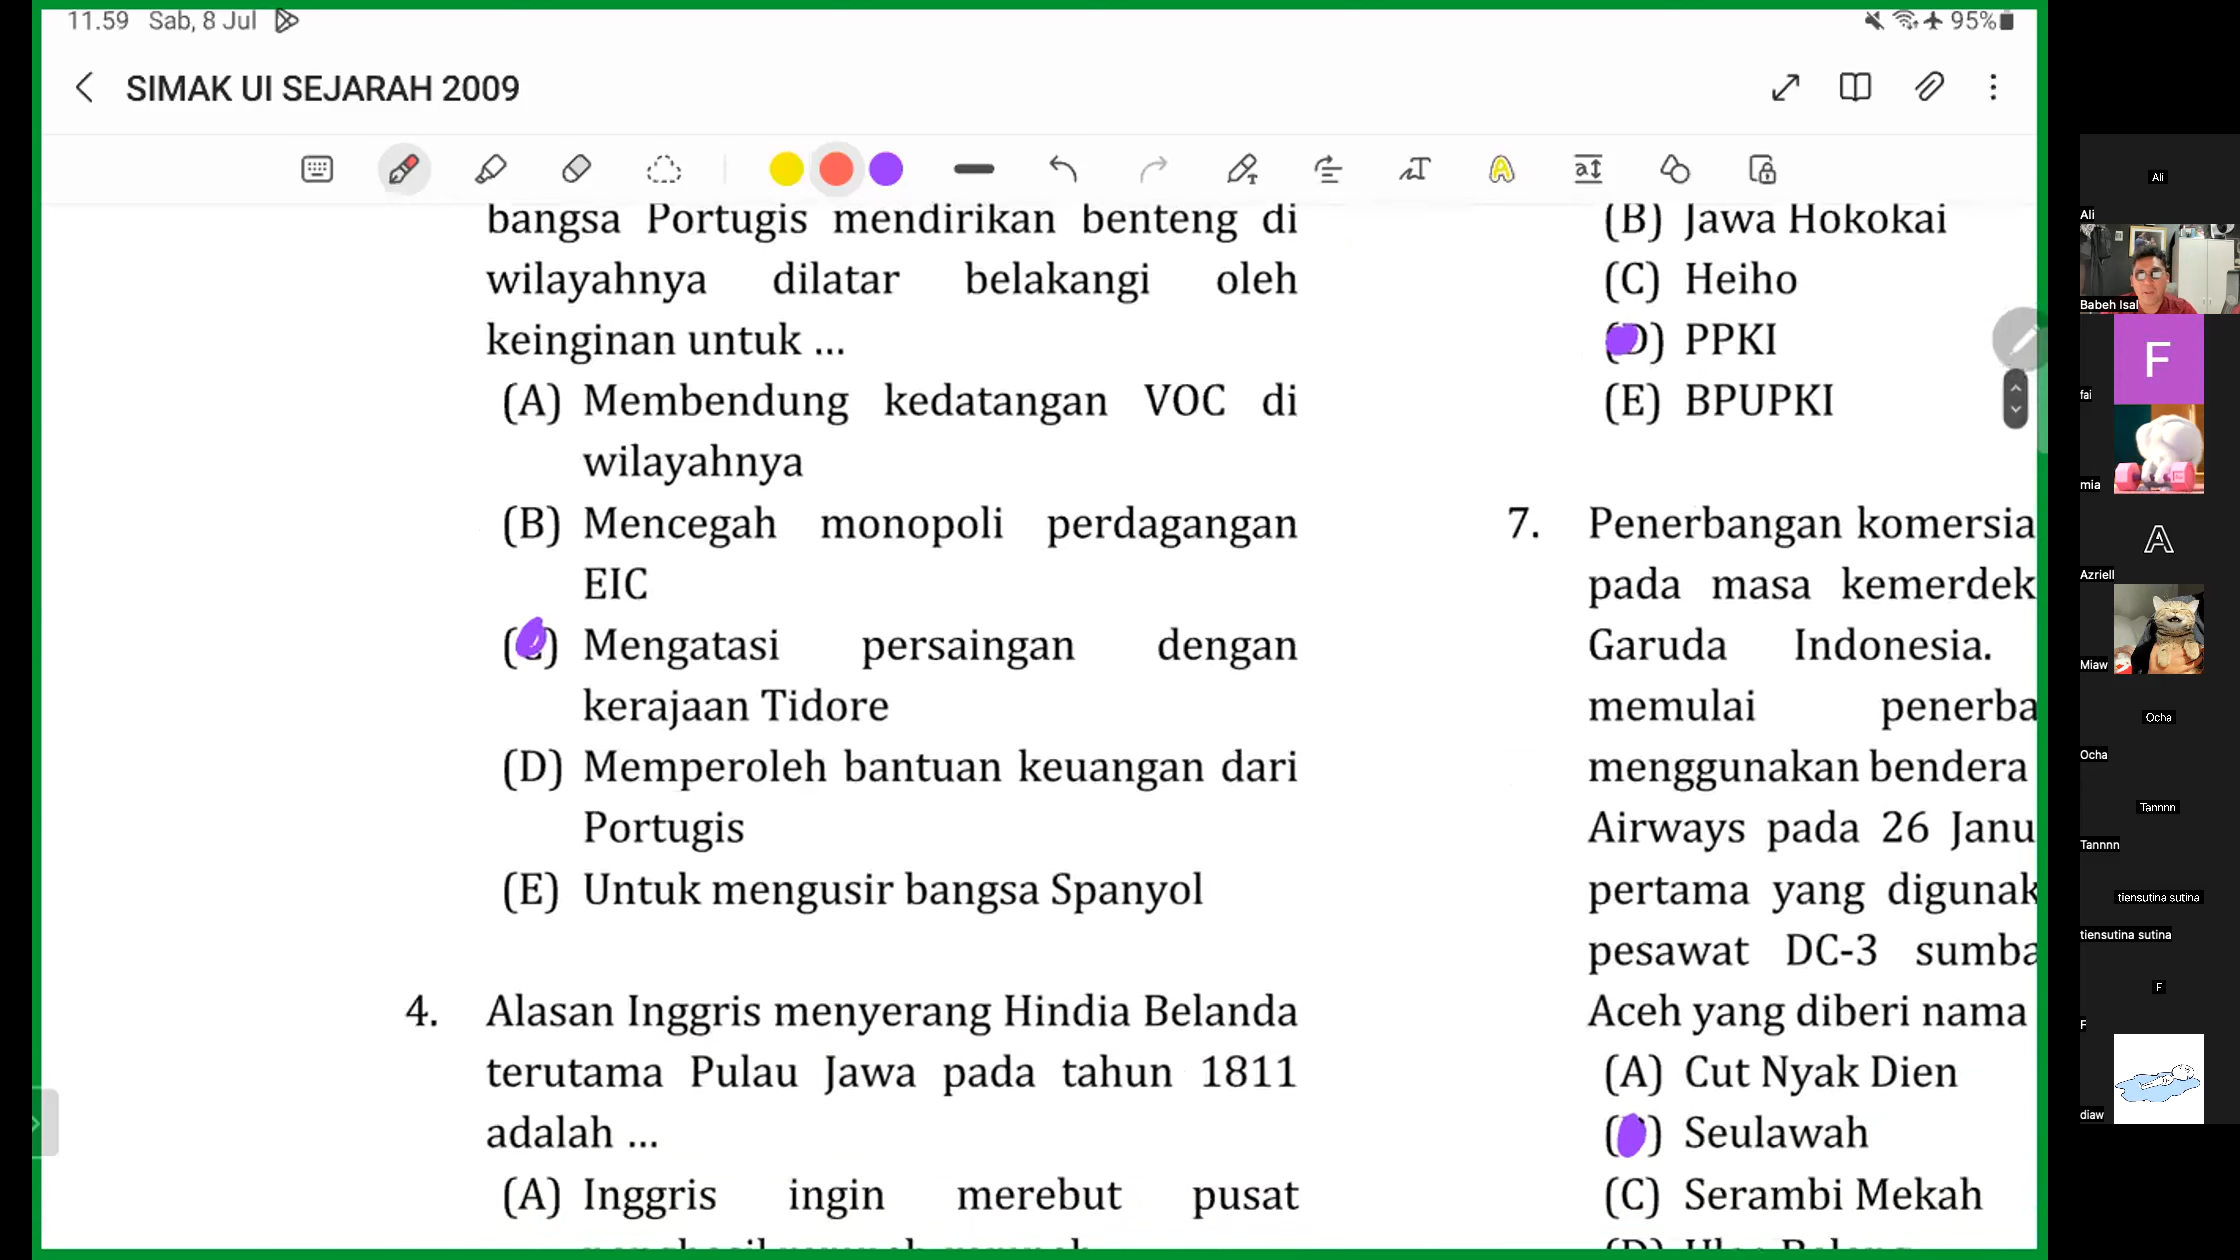 11.59 Sab, 8 Jul
95%
SIMAK UI SEJARAH 2009
bangsa Portugis mendirikan benteng di
wilayahnya dilatar belakangi oleh
keinginan untuk ...
(A) Membendung kedatangan VOC di
wilayahnya
(B) Mencegah monopoli perdagangan
EIC
(C) Mengatasi persaingan dengan
kerajaan Tidore
(D) Memperoleh bantuan keuangan dari
Portugis
(E) Untuk mengusir bangsa Spanyol
4. Alasan Inggris menyerang Hindia Belanda
terutama Pulau Jawa pada tahun 1811
adalah ...
(A) Inggris ingin merebut pusat
(B) Jawa Hokokai
(C) Heiho
(D) PPKI
(E) BPUPKI
7. Penerbangan komersia
pada masa kemerdek
Garuda Indonesia.
memulai penerba
menggunakan bendera
Airways pada 26 Janu
pertama yang digunak
pesawat DC-3 sumba
Aceh yang diberi nama
(A) Cut Nyak Dien
( ) Seulawah
(C) Serambi Mekah
Ali
Ali
Babeh Isal
F
fai
mia
A
Azriell
Miaw
Ocha
Ocha
Tannnn
Tannnn
tiensutina sutina
tiensutina sutina
F
F
diaw